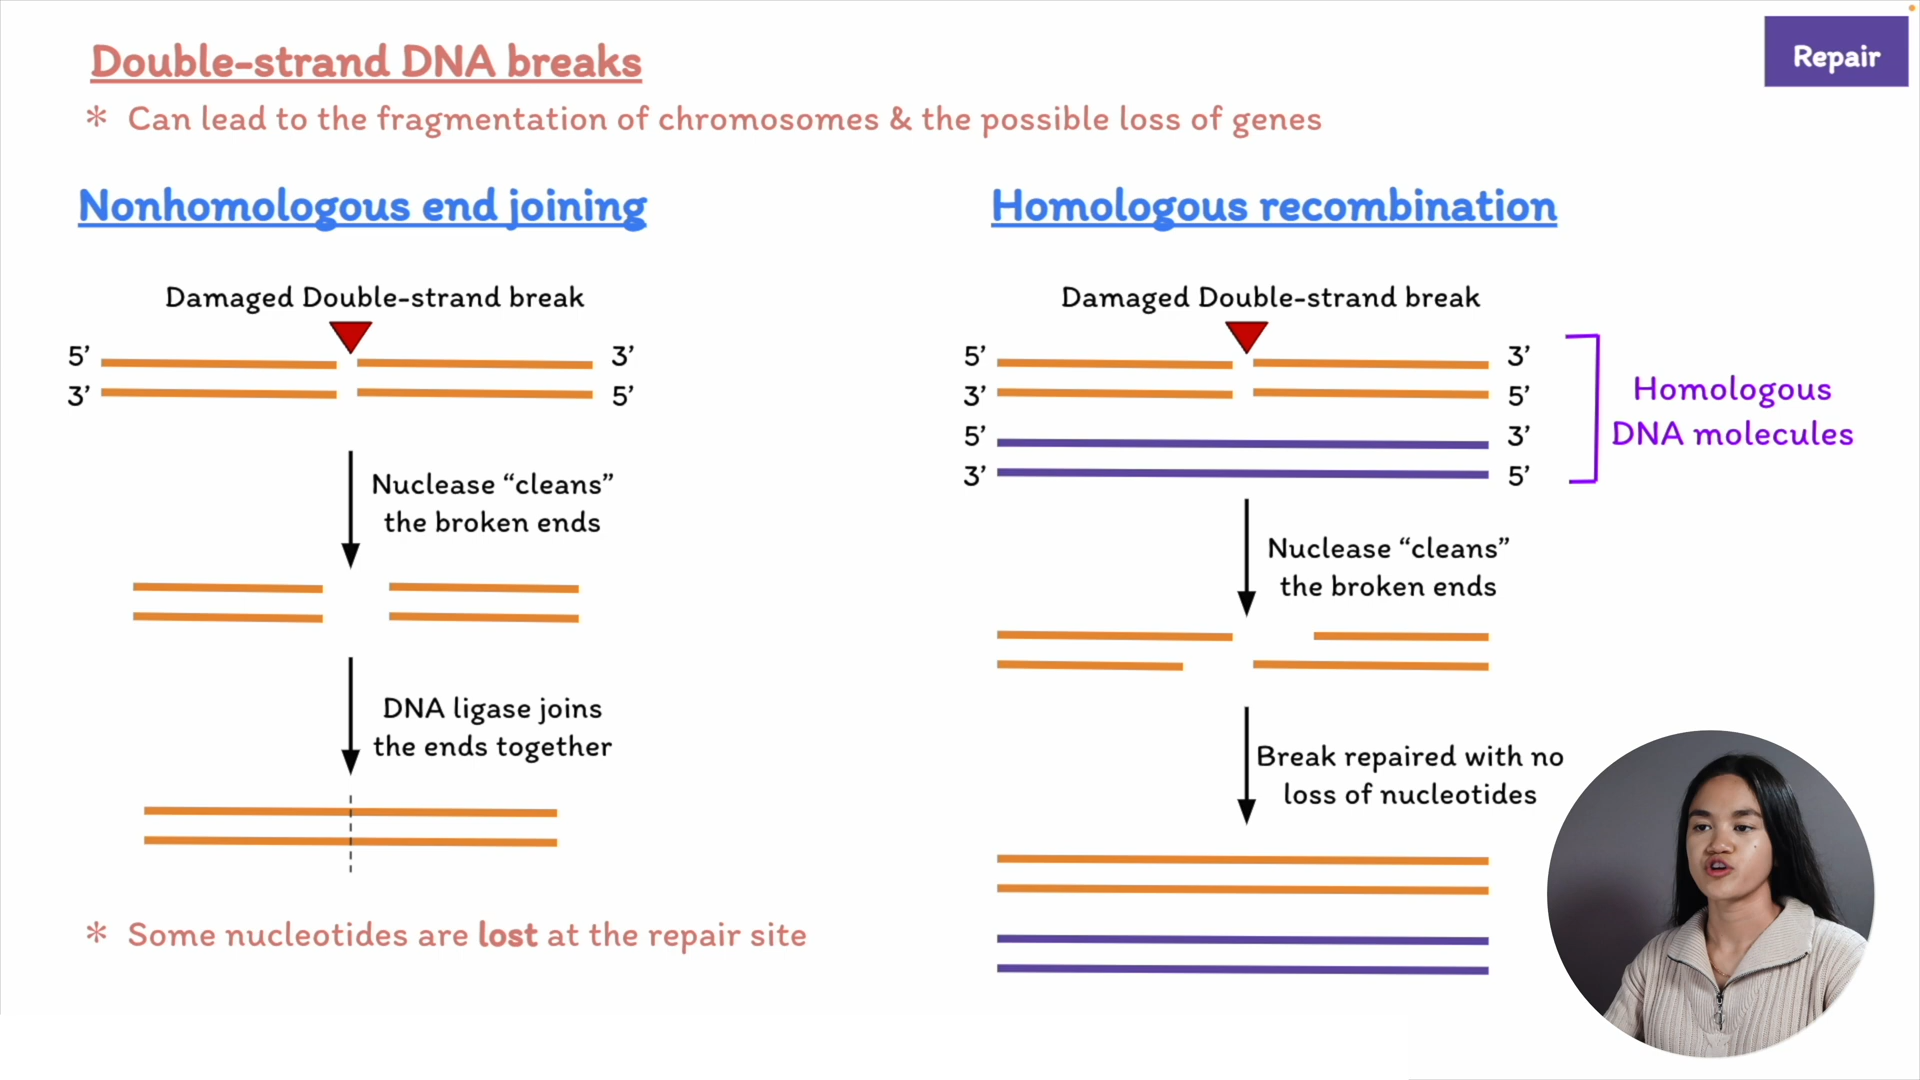 Double-strand DNA breaks
Repair
* Can lead to the fragmentation of chromosomes & the possible loss of genes
Nonhomologous end joining
Damaged Double-strand break
5’ 3’
3’ 5’
Nuclease “cleans”
the broken ends
DNA ligase joins
the ends together
* Some nucleotides are lost at the repair site
Homologous recombination
Damaged Double-strand break
5’ 3’
3’ 5’
5’ 3’
3’ 5’
Homologous
DNA molecules
Nuclease “cleans”
the broken ends
Break repaired with no
loss of nucleotides